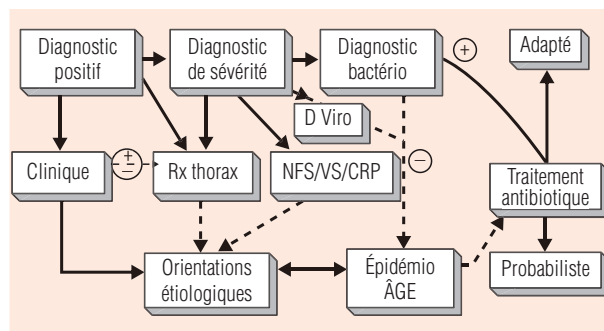 Diagnostic
positif
Diagnostic
de sévérité
Diagnostic
bactério
+
Adapté
D Viro
Clinique
+
–
Rx thorax
NFS/VS/CRP
–
Traitement
antibiotique
Orientations
étiologiques
Épidémio
ÂGE
Probabiliste